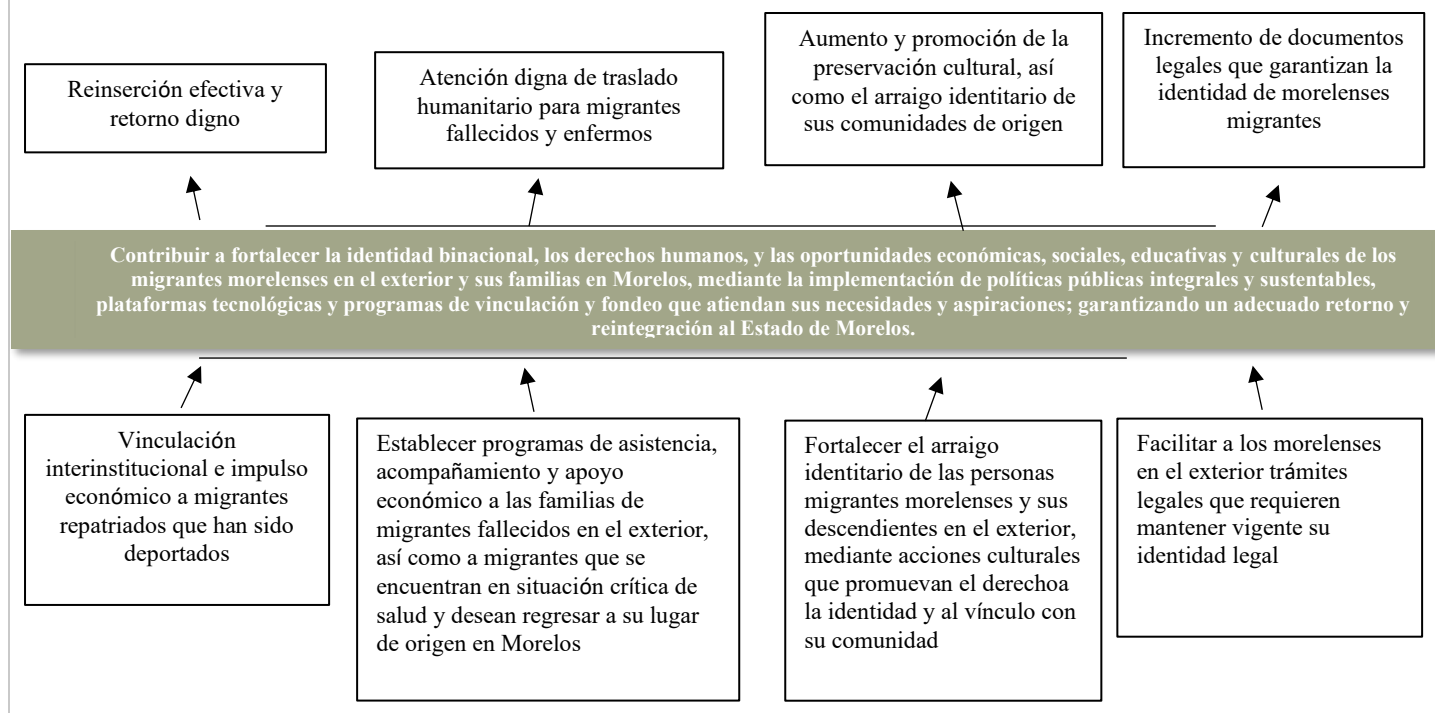 Reinserción efectiva y
retorno digno
Atención digna de traslado
humanitario para migrantes
fallecidos y enfermos
Aumento y promoción de la
preservación cultural, así
como el arraigo identitario de
sus comunidades de origen
Incremento de documentos
legales que garantizan la
identidad de morelenses
migrantes
Contribuir a fortalecer la identidad binacional, los derechos humanos, y las oportunidades económicas, sociales, educativas y culturales de los
migrantes morelenses en el exterior y sus familias en Morelos, mediante la implementación de políticas públicas integrales y sustentables,
plataformas tecnológicas y programas de vinculación y fondeo que atiendan sus necesidades y aspiraciones; garantizando un adecuado retorno y
reintegración al Estado de Morelos.
Vinculación
interinstitucional e impulso
económico a migrantes
repatriados que han sido
deportados
Establecer programas de asistencia,
acompañamiento y apoyo
económico a las familias de
migrantes fallecidos en el exterior,
así como a migrantes que se
encuentran en situación crítica de
salud y desean regresar a su lugar
de origen en Morelos
Fortalecer el arraigo
identitario de las personas
migrantes morelenses y sus
descendientes en el exterior,
mediante acciones culturales
que promuevan el derechoa
la identidad y al vínculo con
su comunidad
Facilitar a los morelenses
en el exterior trámites
legales que requieren
mantener vigente su
identidad legal